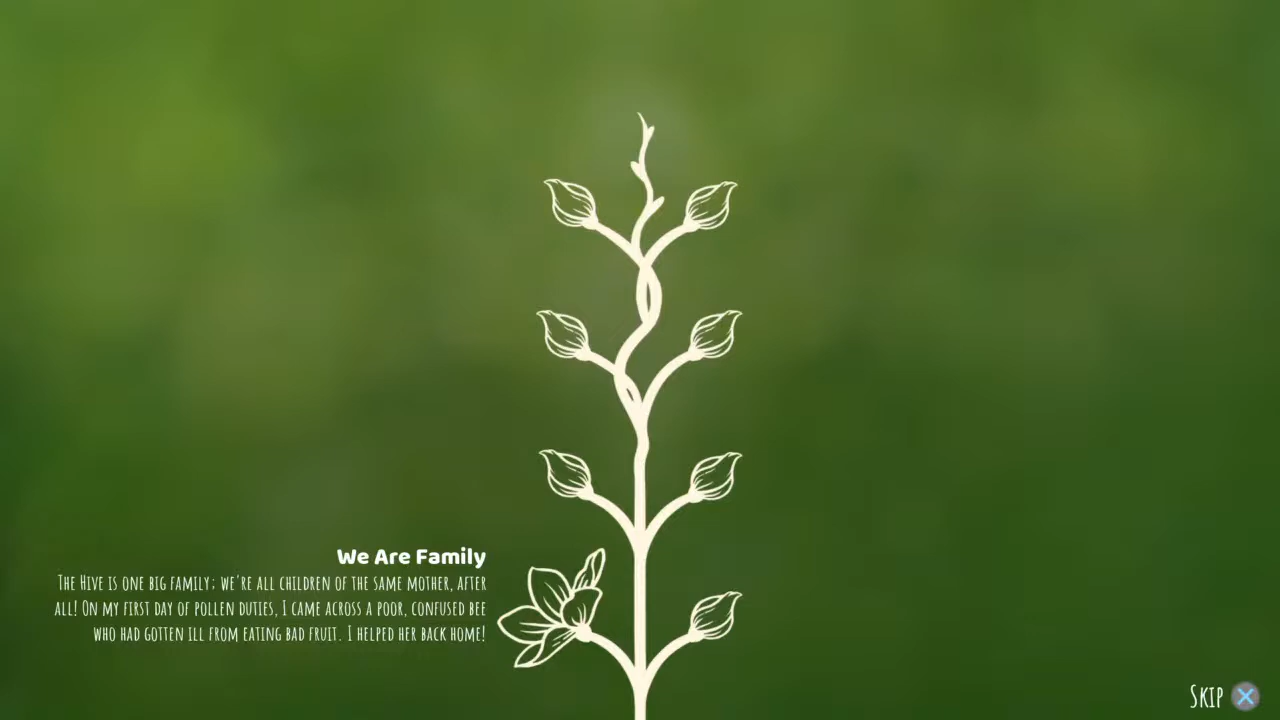 We Are Family
The Hive is one big family; we're all children of the same mother, after
all! On my first day of pollen duties, I came across a poor, confused bee
who had gotten ill from eating bad fruit. I helped her back home!
Skip